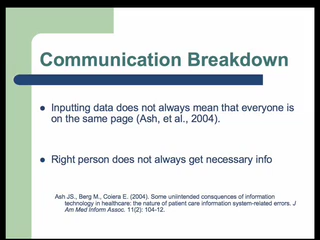 Communication Breakdown
Inputting data does not always mean that everyone is
on the same page (Ash, et al., 2004).
Right person does not always get necessary info
Ash JS., Berg M., Coiera E. (2004). Some unintended consquences of information
technology in healthcare: the nature of patient care information system-related errors. J
Am Med Inform Assoc. 11(2): 104-12.